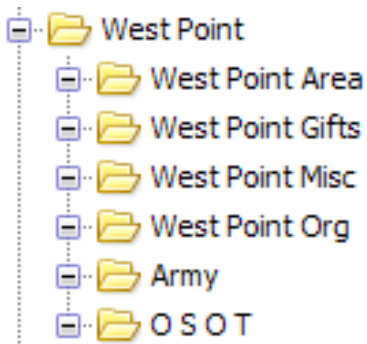 West Point
West Point Area
West Point Gifts
West Point Misc
West Point Org
Army
O S O T